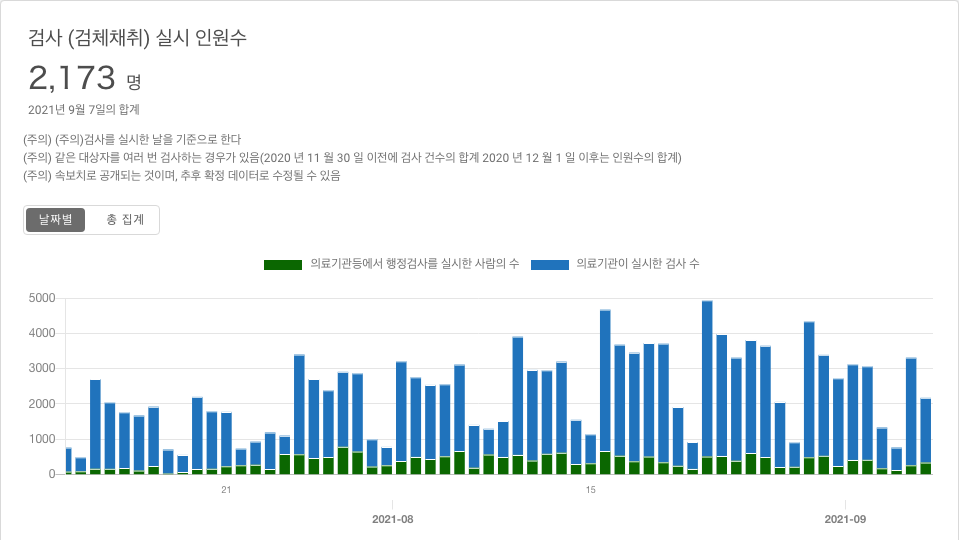 검사 (검체채취) 실시 인원수
2,173 명
2021년 9월 7일의 합계
(주의) (주의)검사를 실시한 날을 기준으로 한다
(주의) 같은 대상자를 여러 번 검사하는 경우가 있음(2020 년 11 월 30 일 이전에 검사 건수의 합계 2020 년 12 월 1 일 이후는 인원수의 합계)
(주의) 속보치로 공개되는 것이며, 추후 확정 데이터로 수정될 수 있음
날짜별 총 집계
의료기관등에서 행정검사를 실시한 사람의 수 의료기관이 실시한 검사 수
5000
4000
3000
2000
1000
0
21 15
2021-08 2021-09